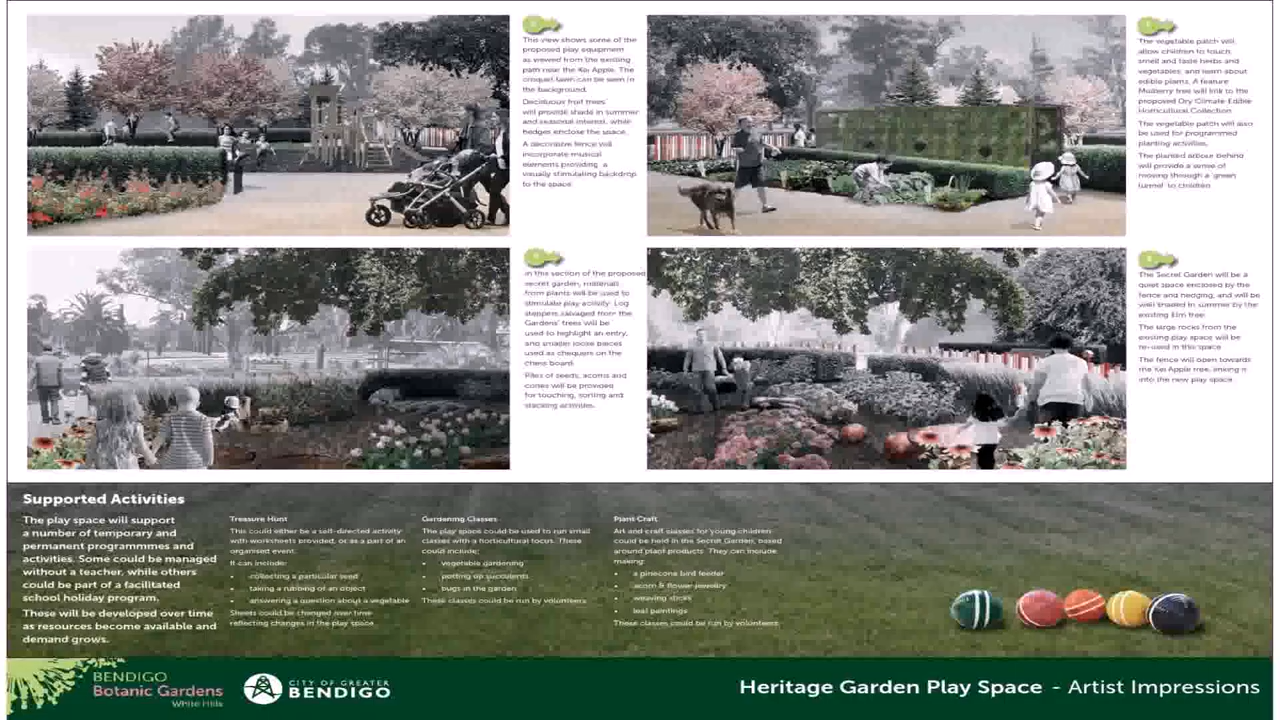 This view shows some of the
proposed play equipment
as viewed from the existing
path near the Kei Apple. The
croquet lawn can be seen in
the background.
Deciduous fruit trees
will provide shade in summer
and seasonal interest, while
hedges enclose the space.
A decorative fence will
incorporate musical
elements providing a
visually stimulating backdrop
to the space.
The vegetable patch will
allow children to touch,
smell and taste herbs and
vegetables, and learn about
edible plants. A feature
Mulberry tree will link to the
proposed Dry Climate Edible
Horticultural Collection.
The vegetable patch will also
be used for programmed
planting activities.
The planted arbour behind
will provide a sense of
moving through a 'green
tunnel' to children.
In this section of the proposed
secret garden, materials
from plants will be used to
stimulate play activity. Log
steppers salvaged from the
Gardens' trees will be
used to highlight an entry,
and smaller loose pieces
used as chequers on the
chess board.
Piles of seeds, acorns and
cones will be provided
for touching, sorting and
stacking activities.
The Secret Garden will be a
quiet space enclosed by the
fence and hedging, and will be
well shaded in summer by the
existing Elm tree.
The large rocks from the
existing play space will be
re-used in this space.
The fence will open towards
the Kei Apple tree, linking it
into the new play space.
Supported Activities
The play space will support
a number of temporary and
permanent programmmes and
activities. Some could be managed
without a teacher, while others
could be part of a facilitated
school holiday program.
These will be developed over time
as resources become available and
demand grows.
Treasure Hunt
This could either be a self-directed activity
with worksheets provided, or as a part of an
organised event.
It can include:
• collecting a particular seed
• taking a rubbing of an object
• answering a question about a vegetable
Sheets could be changed over time
reflecting changes in the play space.
Gardening Classes
The play space could be used to run small
classes with a horticultural focus. These
could include:
• vegetable gardening
• potting up succulents
• bugs in the garden
These classes could be run by volunteers.
Plant Craft
Art and craft classes for young children
could be held in the Secret Garden, based
around plant products. They can include
making:
• a pinecone bird feeder
• acorn & flower jewelry
• weaving sticks
• leaf paintings
These classes could be run by volunteers.
BENDIGO
Botanic Gardens
White Hills
CITY OF GREATER
BENDIGO
Heritage Garden Play Space - Artist Impressions